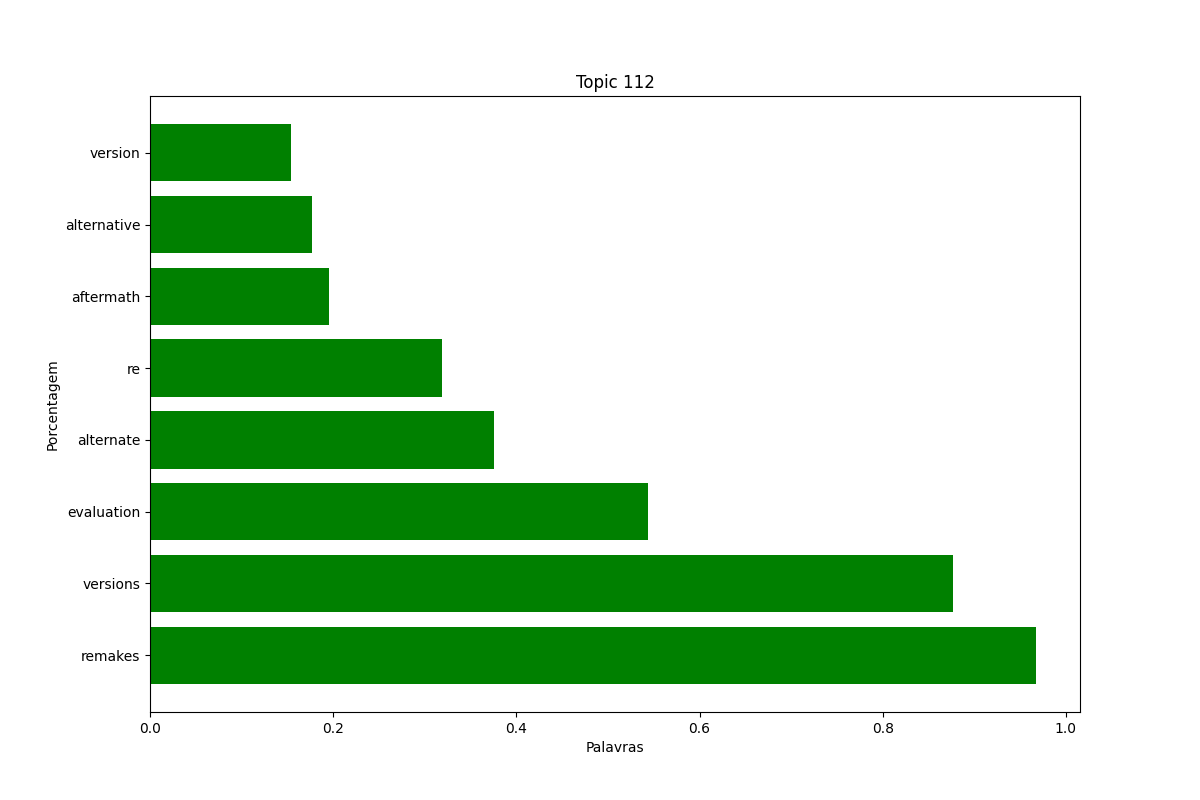 Topic 112
version
alternative
aftermath
re
alternate
evaluation
versions
remakes
Porcentagem
0.0 0.2 0.4 0.6 0.8 1.0
Palavras